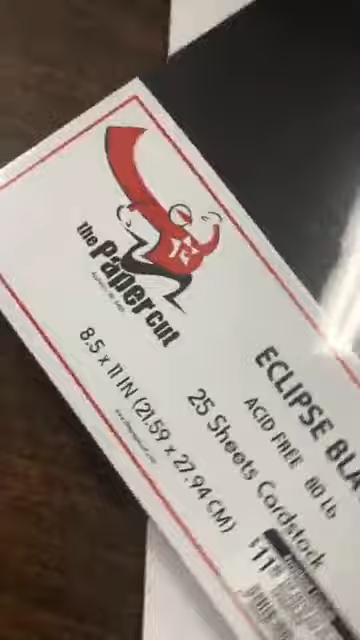 the Papercut
ECLIPSE BLA
ACID FREE 80 Lb
25 Sheets Cardstock
8.5 x 11 IN (21.59 x 27.94 CM)
$11